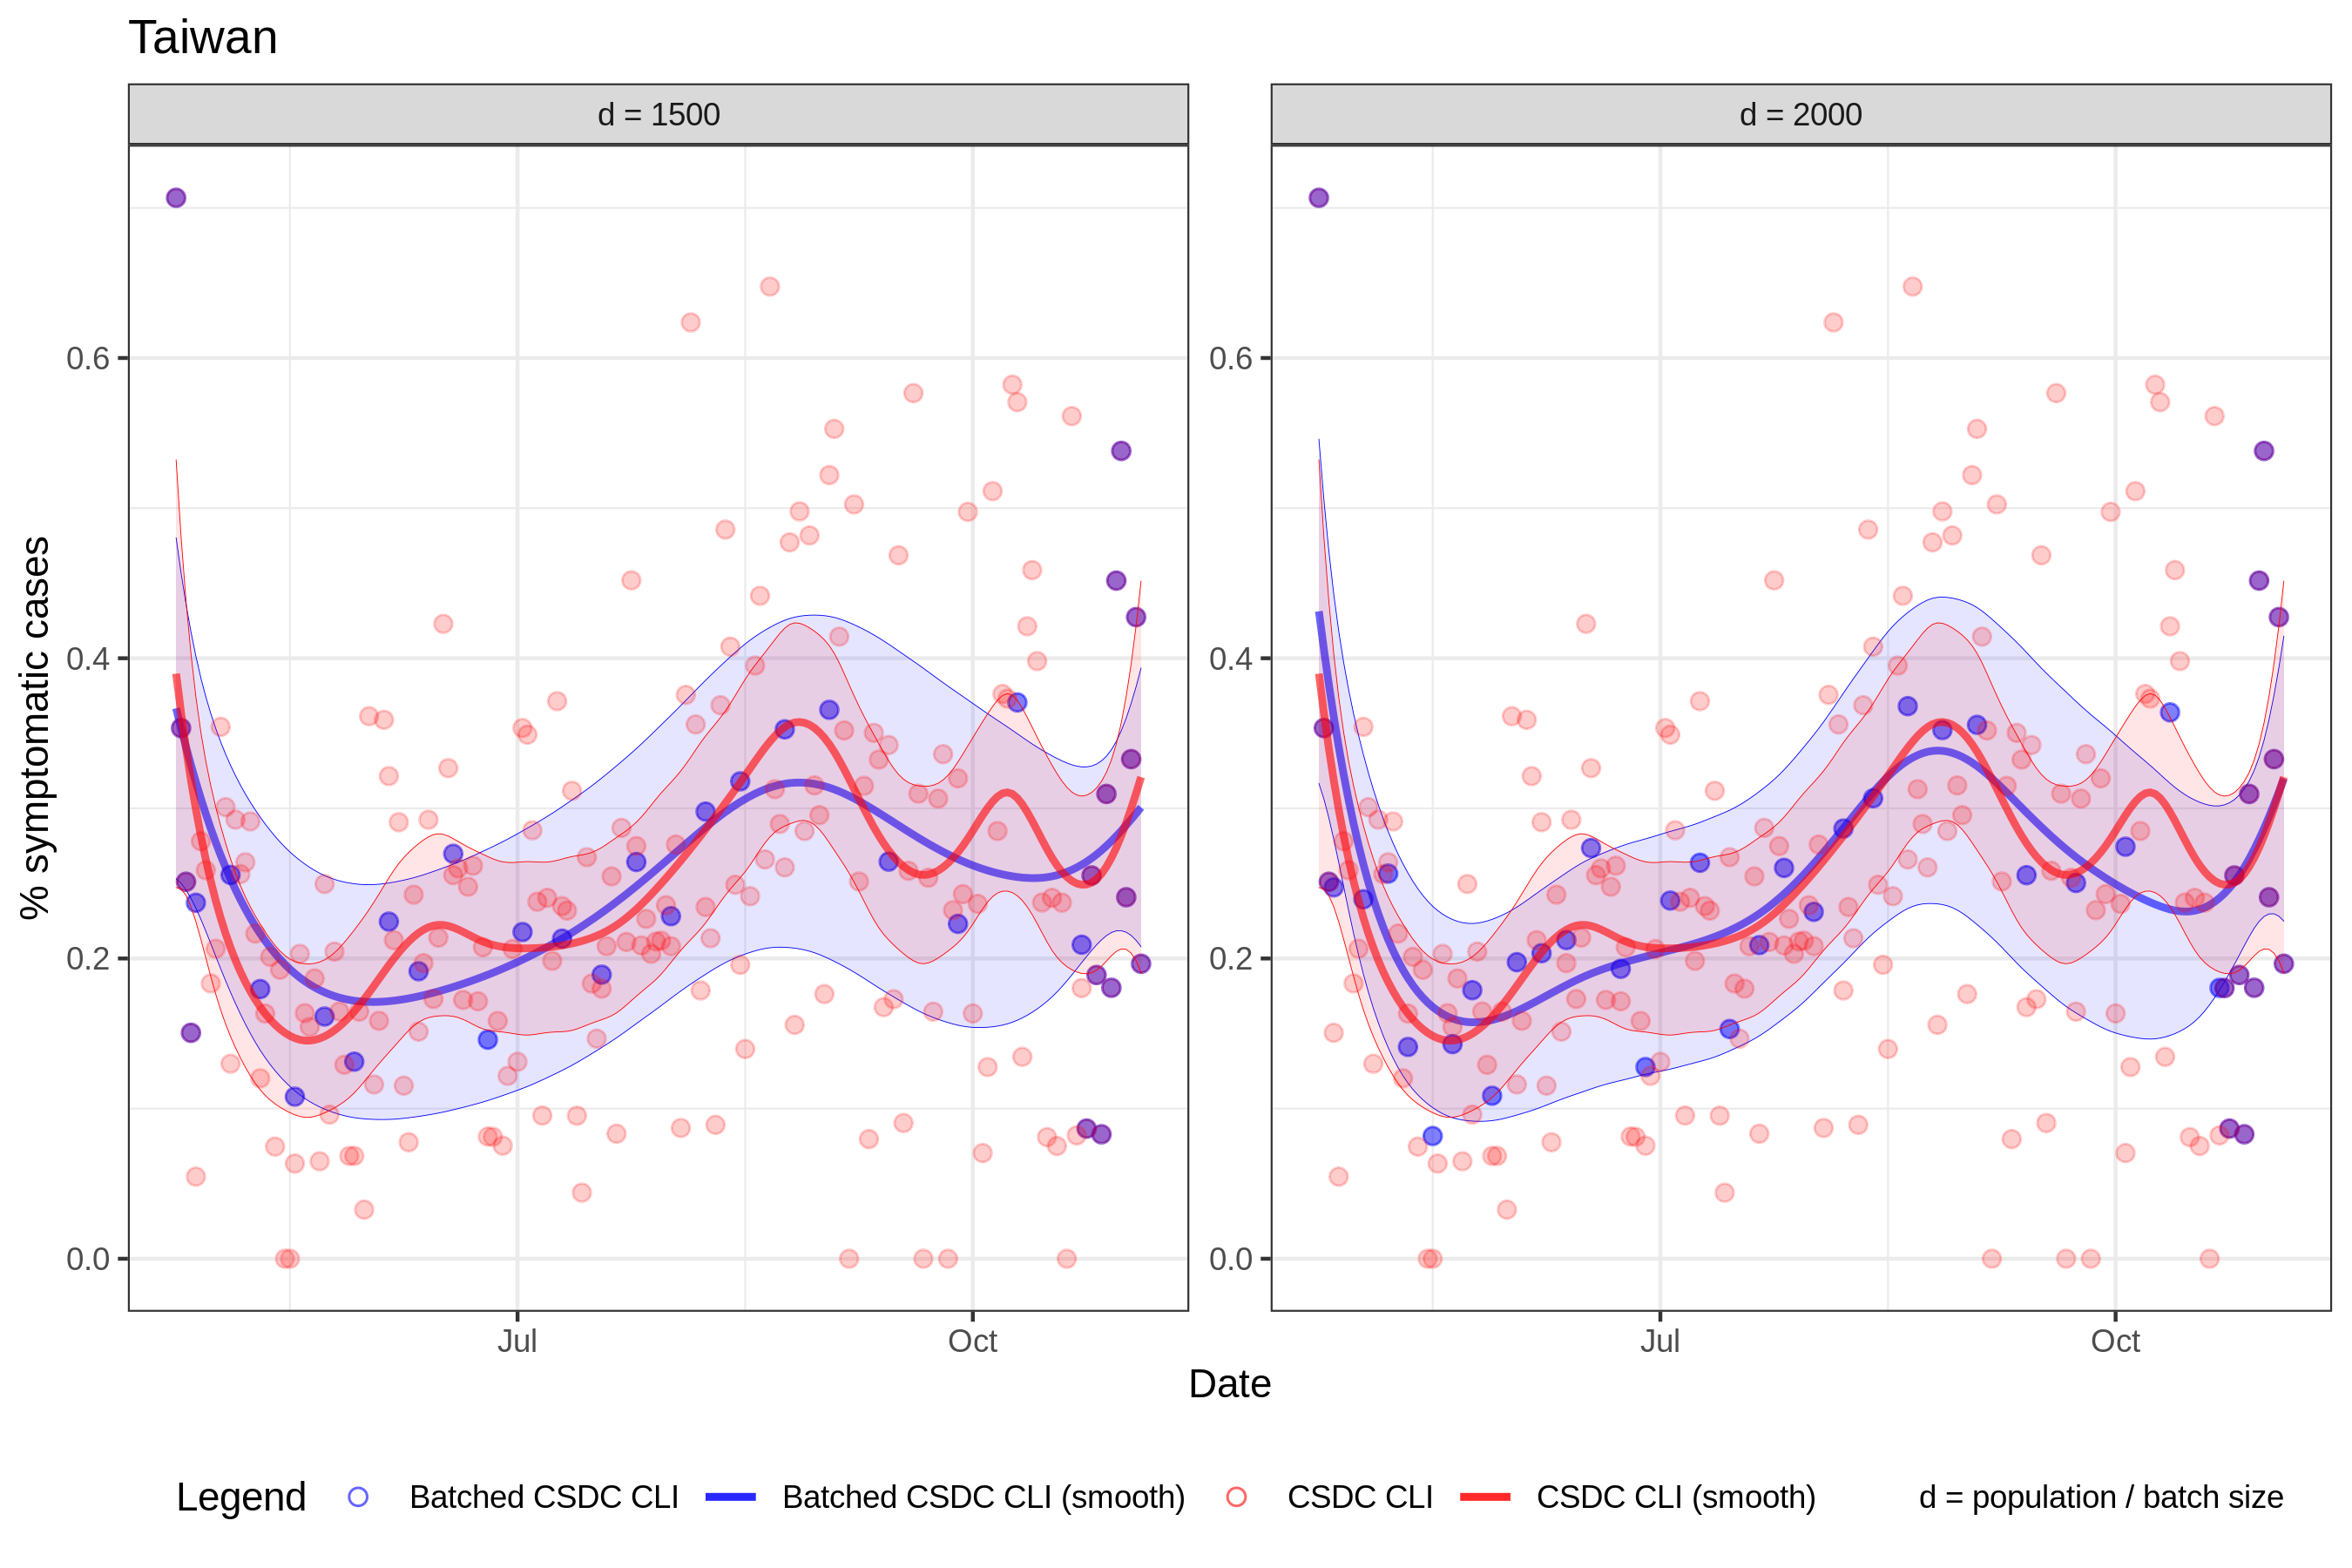 Taiwan
d = 1500
d = 2000
% symptomatic cases
0.6
0.4
0.2
0.0
0.6
0.4
0.2
0.0
Jul
Oct
Jul
Oct
Date
Legend
Batched CSDC CLI
Batched CSDC CLI (smooth)
CSDC CLI
CSDC CLI (smooth)
d = population / batch size